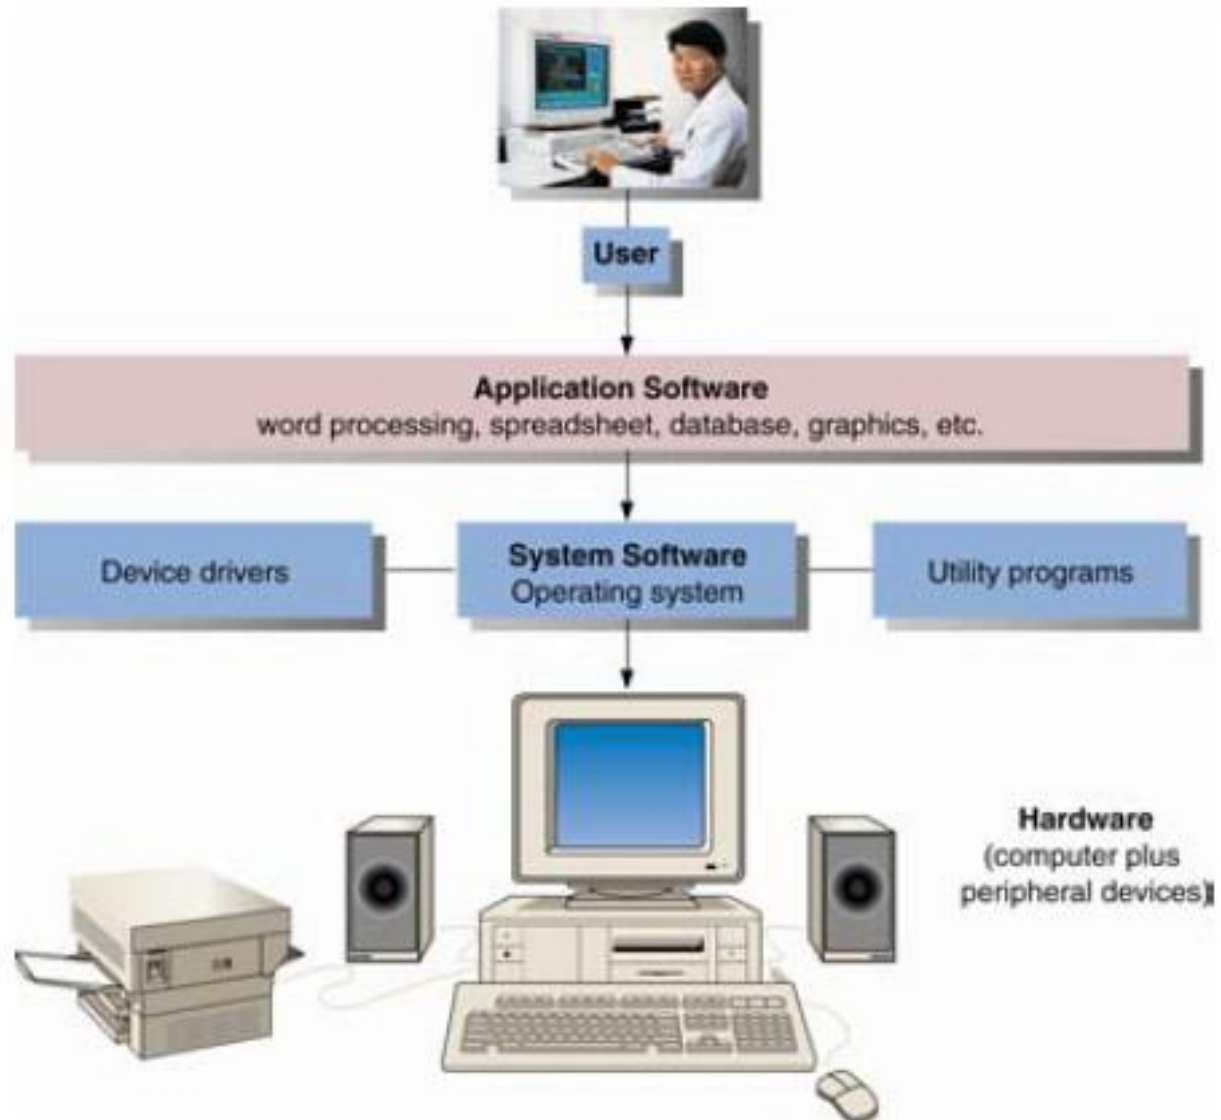 User
Application Software
word processing, spreadsheet, database, graphics, etc.
Device drivers
System Software
Operating system
Utility programs
Hardware
(computer plus
peripheral devices)